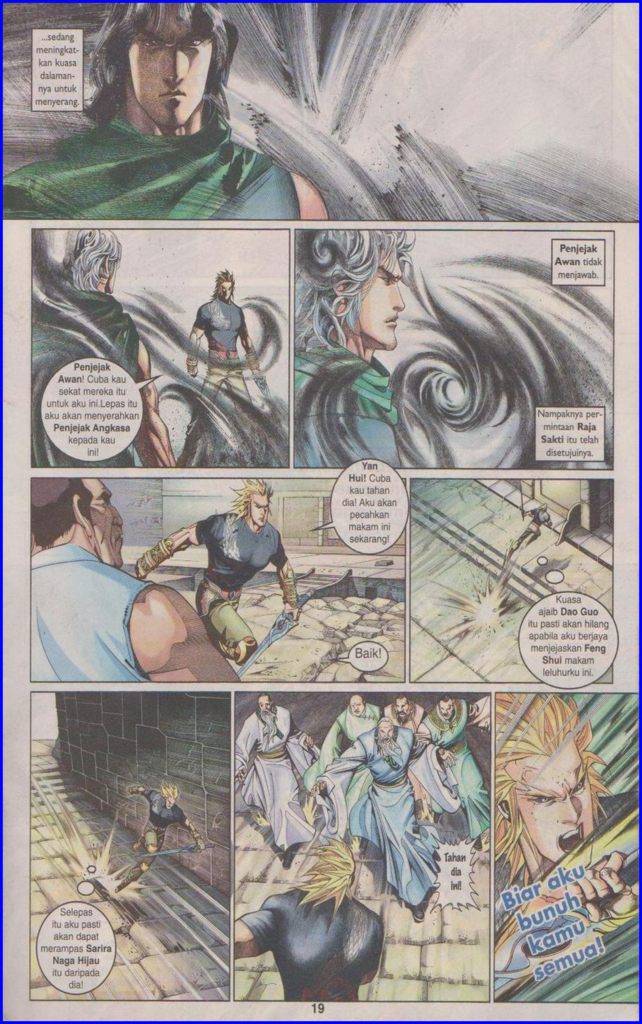 ...sedang
meningkat-
kan kuasa
dalaman-
nya untuk
menyerang.
Penjejak
Awan! Cuba kau
sekat mereka itu
untuk aku ini.Lepas itu
aku akan menyerahkan
Penjejak Angkasa
kepada kau
ini!
Penjejak
Awan tidak
menjawab.
Nampaknya per-
mintaan Raja
Sakti itu telah
disetujuinya.
Yan
Hui! Cuba
kau tahan
dia! Aku akan
pecahkan
makam ini
sekarang!
Baik!
Kuasa
ajaib Dao Guo
itu pasti akan hilang
apabila aku berjaya
menjejaskan Feng
Shui makam
leluhurku ini.
Selepas
itu aku pasti
akan dapat
merampas Sarira
Naga Hijau
itu daripada
dia!
Tahan
dia
ini!
Biar aku
bunuh
kamu
semua!
19